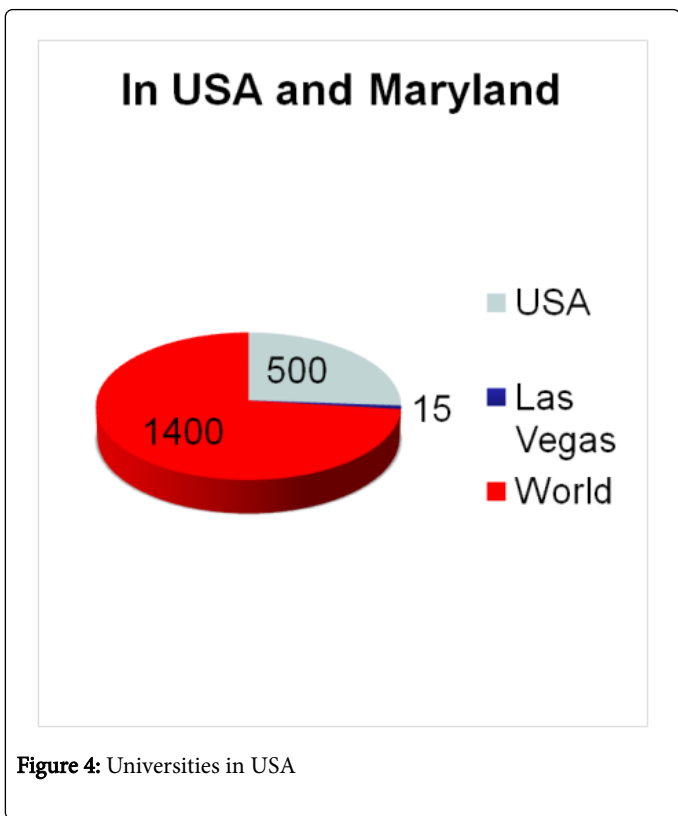 In USA and Maryland
USA
500
15
Las
Vegas
1400
World
Figure 4: Universities in USA